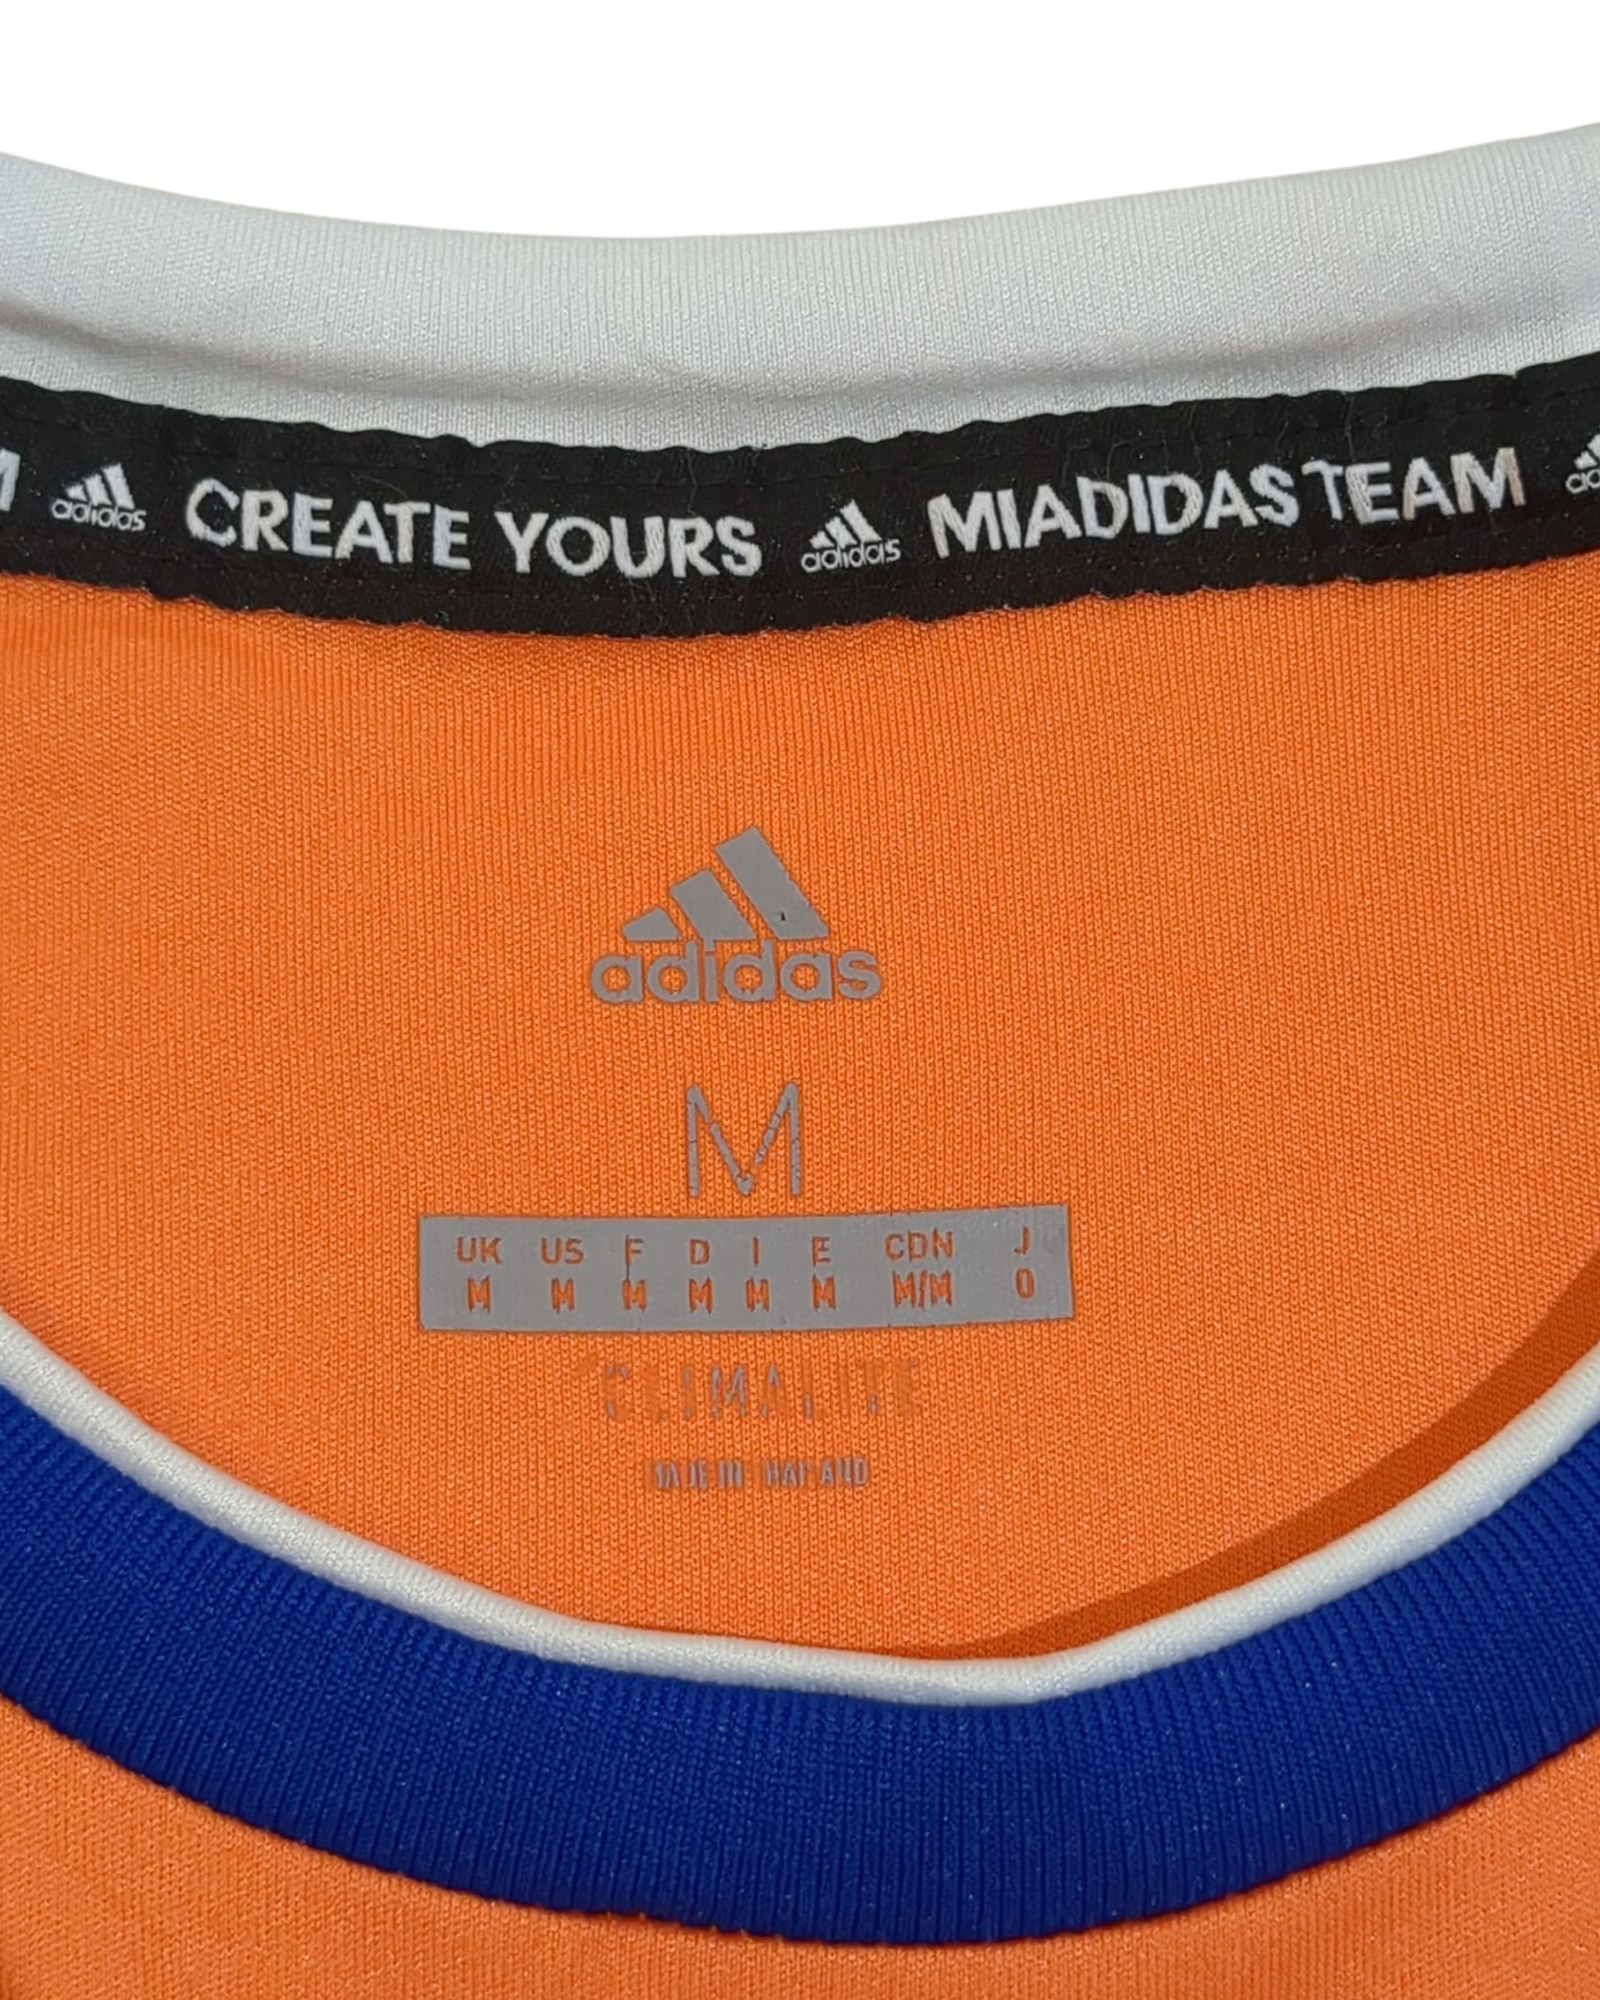 M adidas CREATE YOURS adidas MIADIDAS TEAM
adidas
M
UK US F D I E CDN J
M M M M M M M/M O
CLIMALITE
MADE IN THAILAND